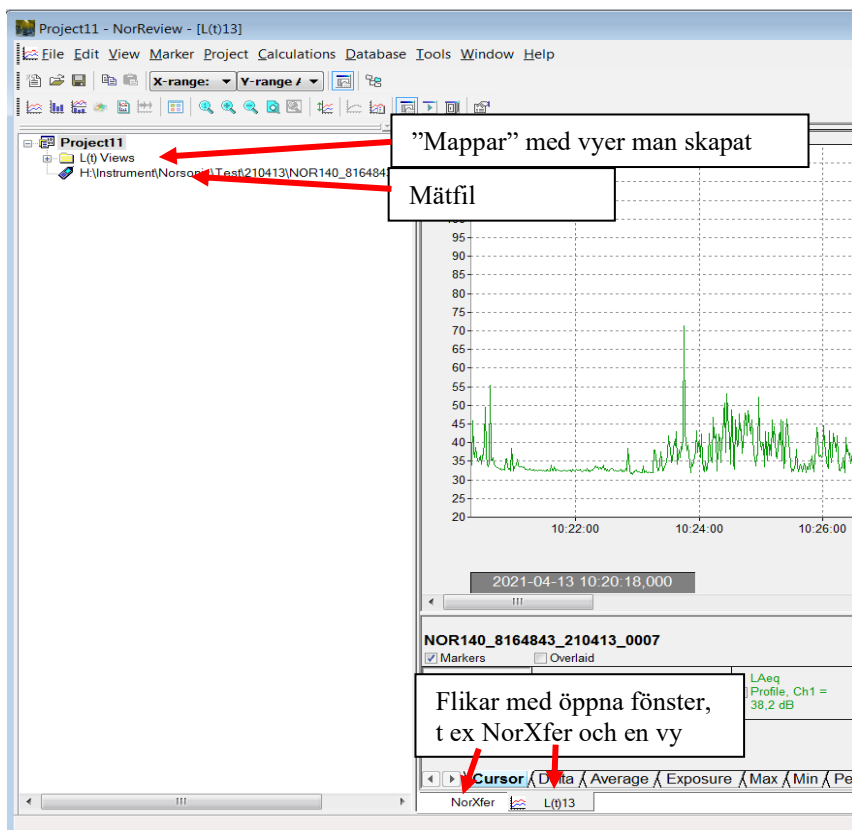 Project11 - NorReview - [L(t)13]
File Edit View Marker Project Calculations Database Tools Window Help
X-range: Y-range /
Project11
L(t) Views
H:\Instrument\Norsonic\Test\210413\NOR140_8164843
”Mappar” med vyer man skapat
Mätfil
95
90
85
80
75
70
65
60
55
50
45
40
35
30
25
20
10:22:00 10:24:00 10:26:00
2021-04-13 10:20:18,000
NOR140_8164843_210413_0007
Markers Overlaid
LAeq
Profile, Ch1 =
38,2 dB
Flikar med öppna fönster,
t ex NorXfer och en vy
Cursor Delta Average Exposure Max Min Pe
NorXfer L(t)13